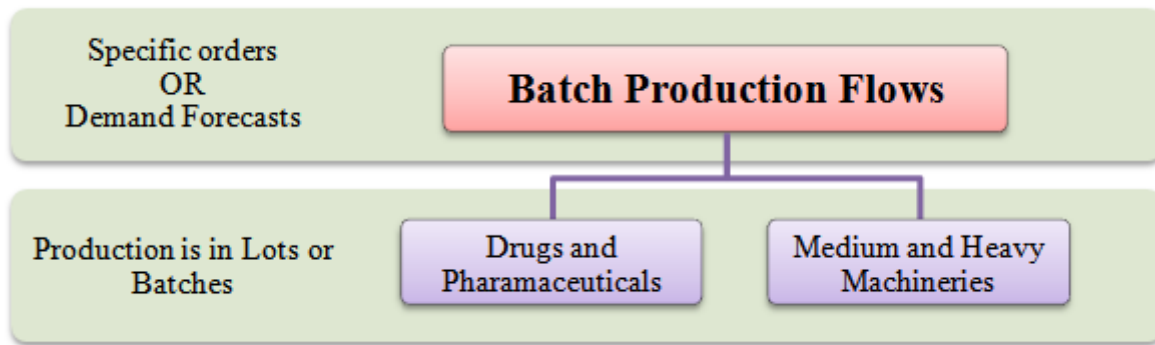 Specific orders
OR
Demand Forecasts
Batch Production Flows
Production is in Lots or
Batches
Drugs and
Pharamaceuticals
Medium and Heavy
Machineries